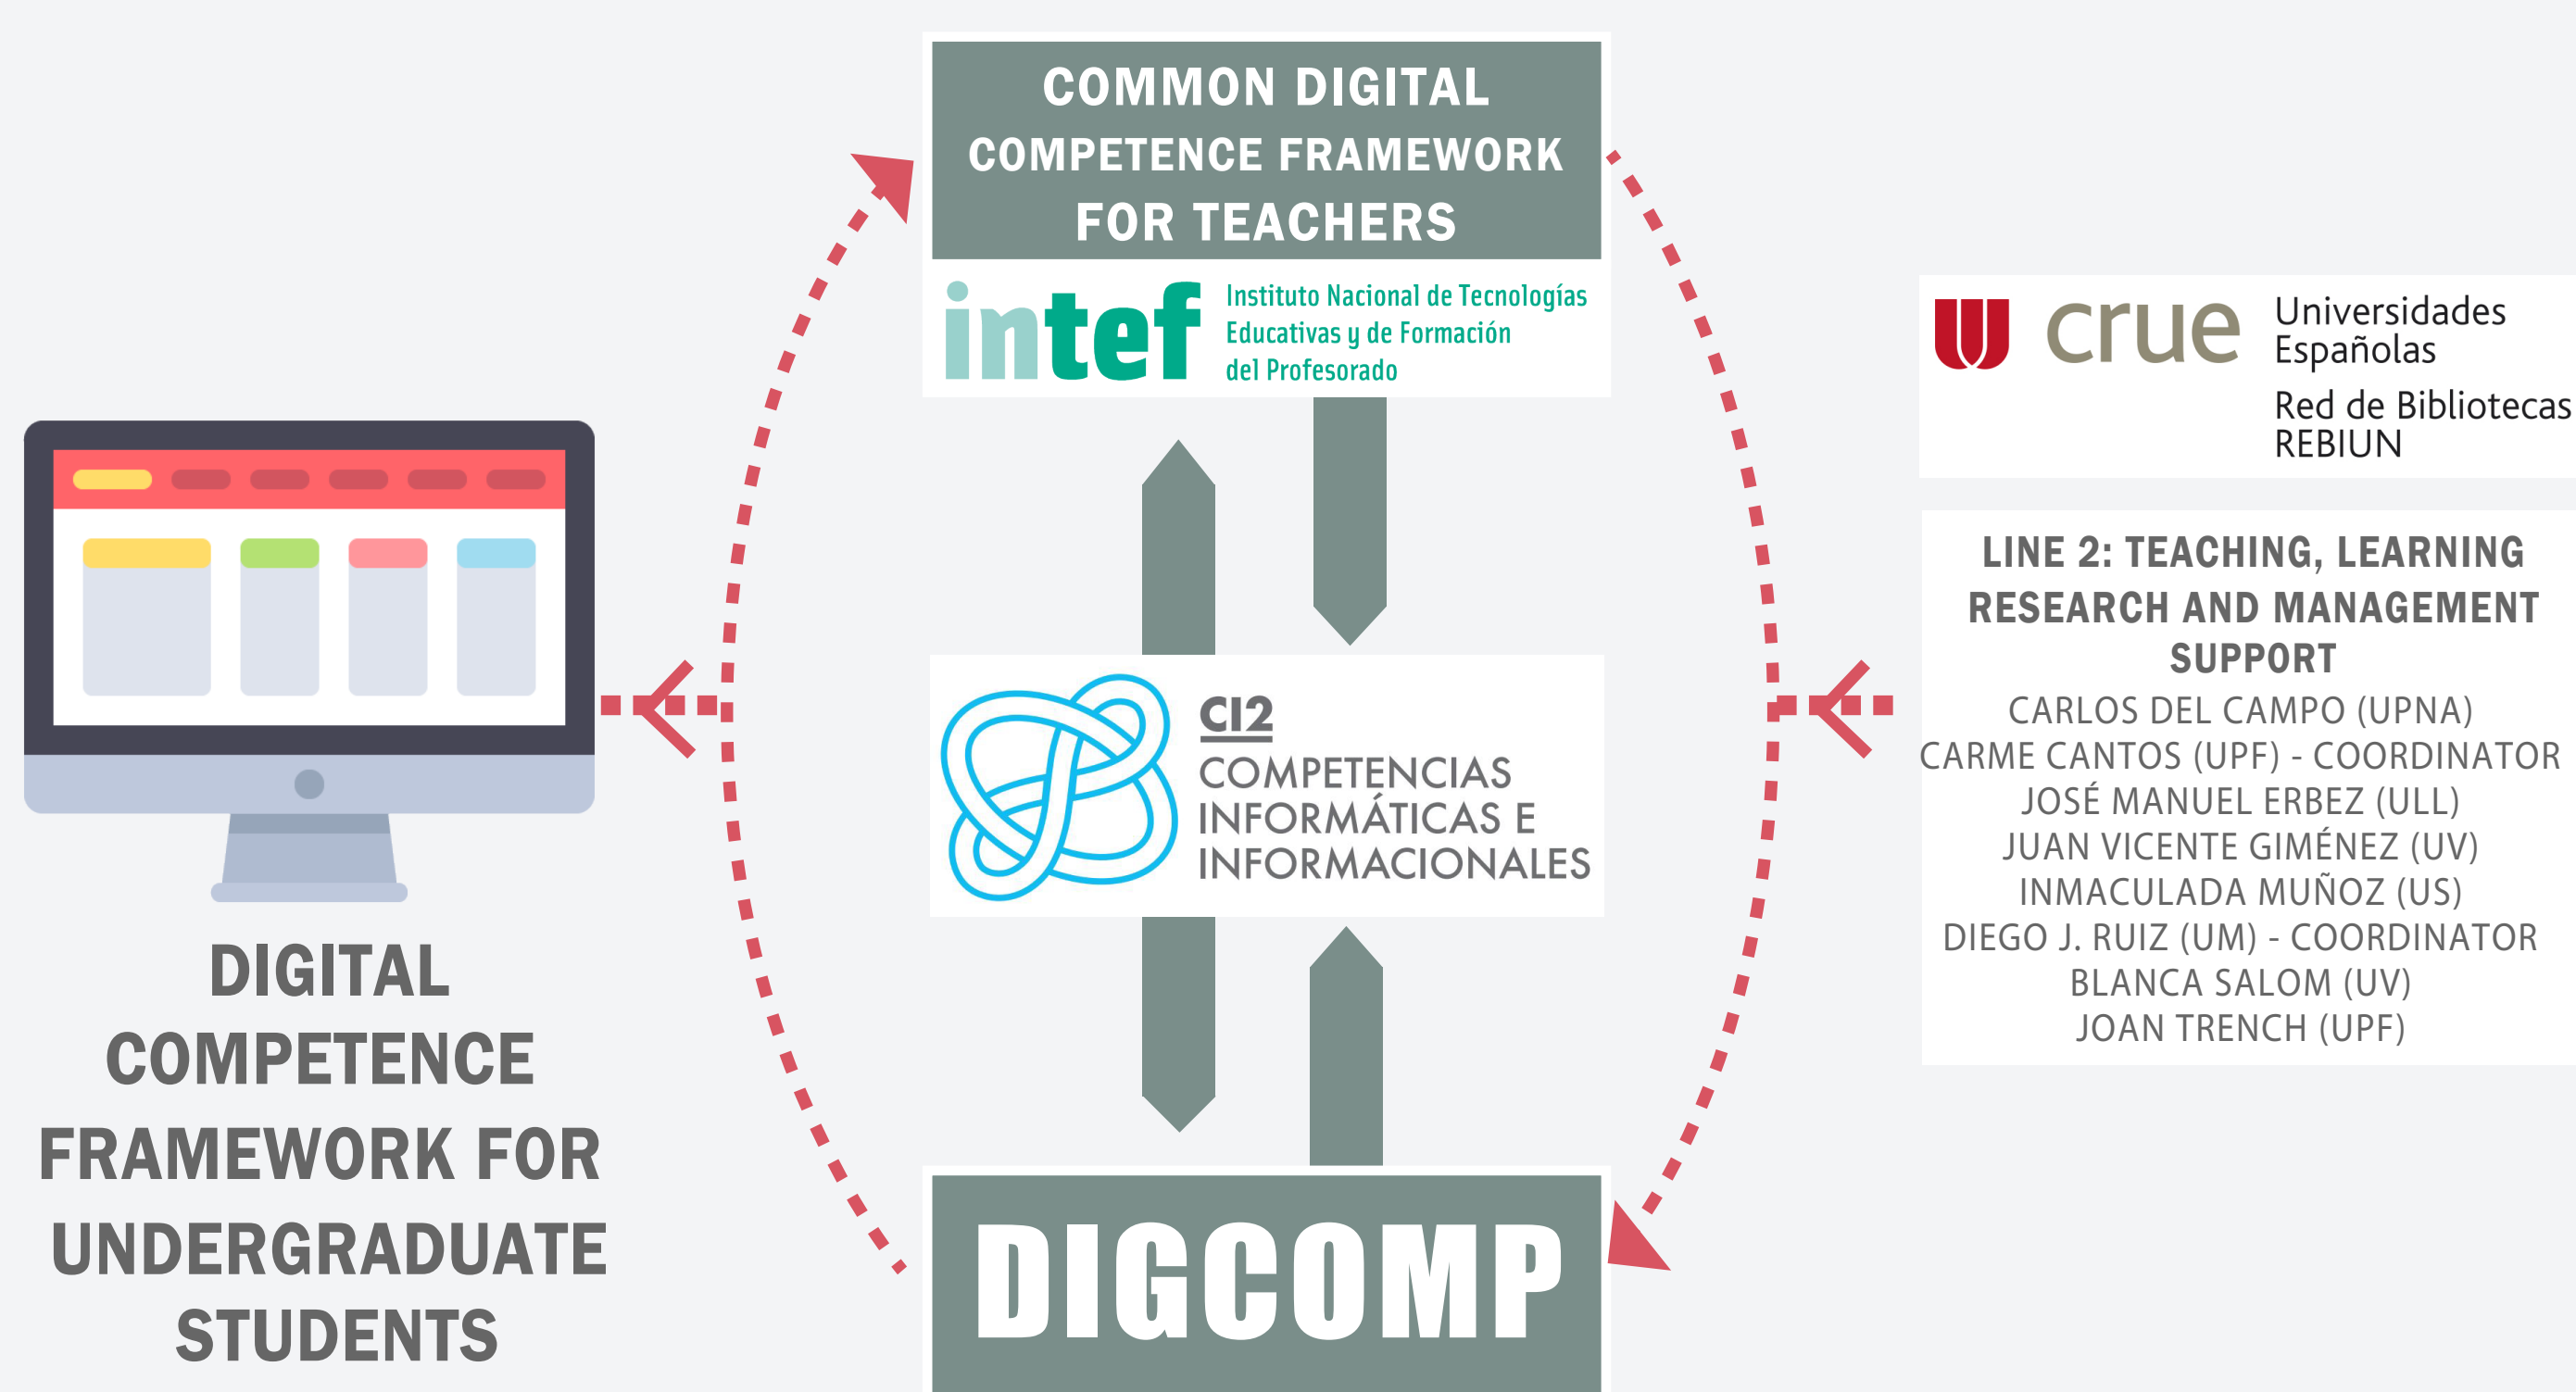 COMMON DIGITAL
COMPETENCE FRAMEWORK
FOR TEACHERS
intef
Instituto Nacional de Tecnologías
Educativas y de Formación
del Profesorado
CI2
COMPETENCIAS
INFORMÁTICAS E
INFORMACIONALES
DIGCOMP
DIGITAL
COMPETENCE
FRAMEWORK FOR
UNDERGRADUATE
STUDENTS
crue
Universidades
Españolas
Red de Bibliotecas
REBIUN
LINE 2: TEACHING, LEARNING
RESEARCH AND MANAGEMENT
SUPPORT
CARLOS DEL CAMPO (UPNA)
CARME CANTOS (UPF) - COORDINATOR
JOSÉ MANUEL ERBEZ (ULL)
JUAN VICENTE GIMÉNEZ (UV)
INMACULADA MUÑOZ (US)
DIEGO J. RUIZ (UM) - COORDINATOR
BLANCA SALOM (UV)
JOAN TRENCH (UPF)